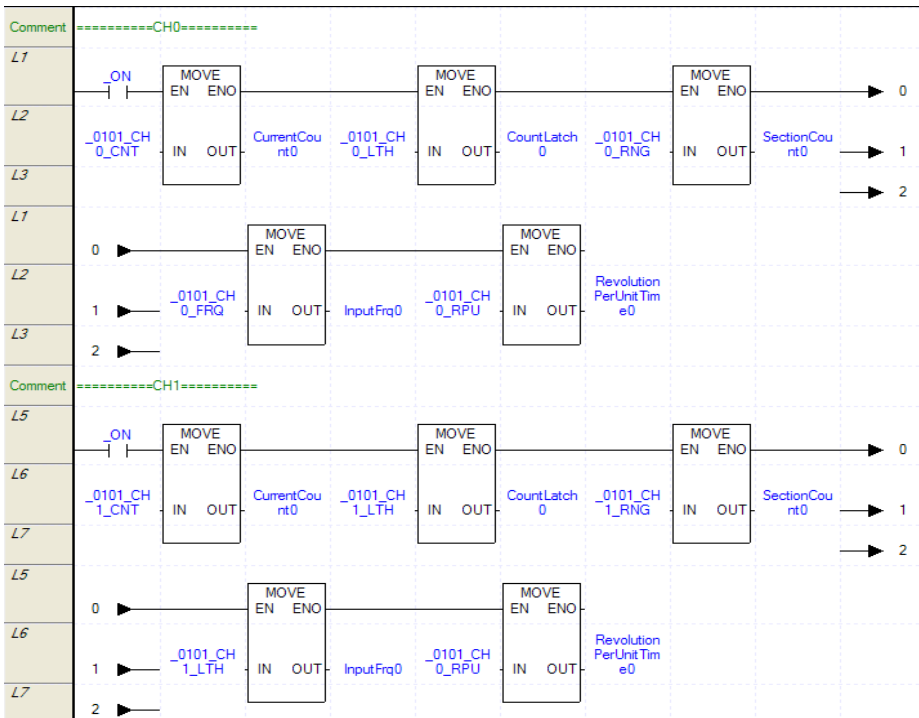 Comment ==========CH0==========
L1
_ON MOVE MOVE MOVE
EN ENO EN ENO EN ENO 0
L2
_0101_CH CurrentCou _0101_CH CountLatch _0101_CH SectionCou
0_CNT IN OUT nt0 0_LTH IN OUT 0 0_RNG IN OUT nt0 1
L3
2
L1
MOVE MOVE
0 EN ENO EN ENO
L2
Revolution
_0101_CH _0101_CH PerUnitTim
1 0_FRQ IN OUT InputFrq0 0_RPU IN OUT e0
L3
2
Comment ==========CH1==========
L5
_ON MOVE MOVE MOVE
EN ENO EN ENO EN ENO 0
L6
_0101_CH CurrentCou _0101_CH CountLatch _0101_CH SectionCou
1_CNT IN OUT nt0 1_LTH IN OUT 0 1_RNG IN OUT nt0 1
L7
2
L5
MOVE MOVE
0 EN ENO EN ENO
L6
Revolution
_0101_CH _0101_CH PerUnitTim
1 1_LTH IN OUT InputFrq0 0_RPU IN OUT e0
L7
2